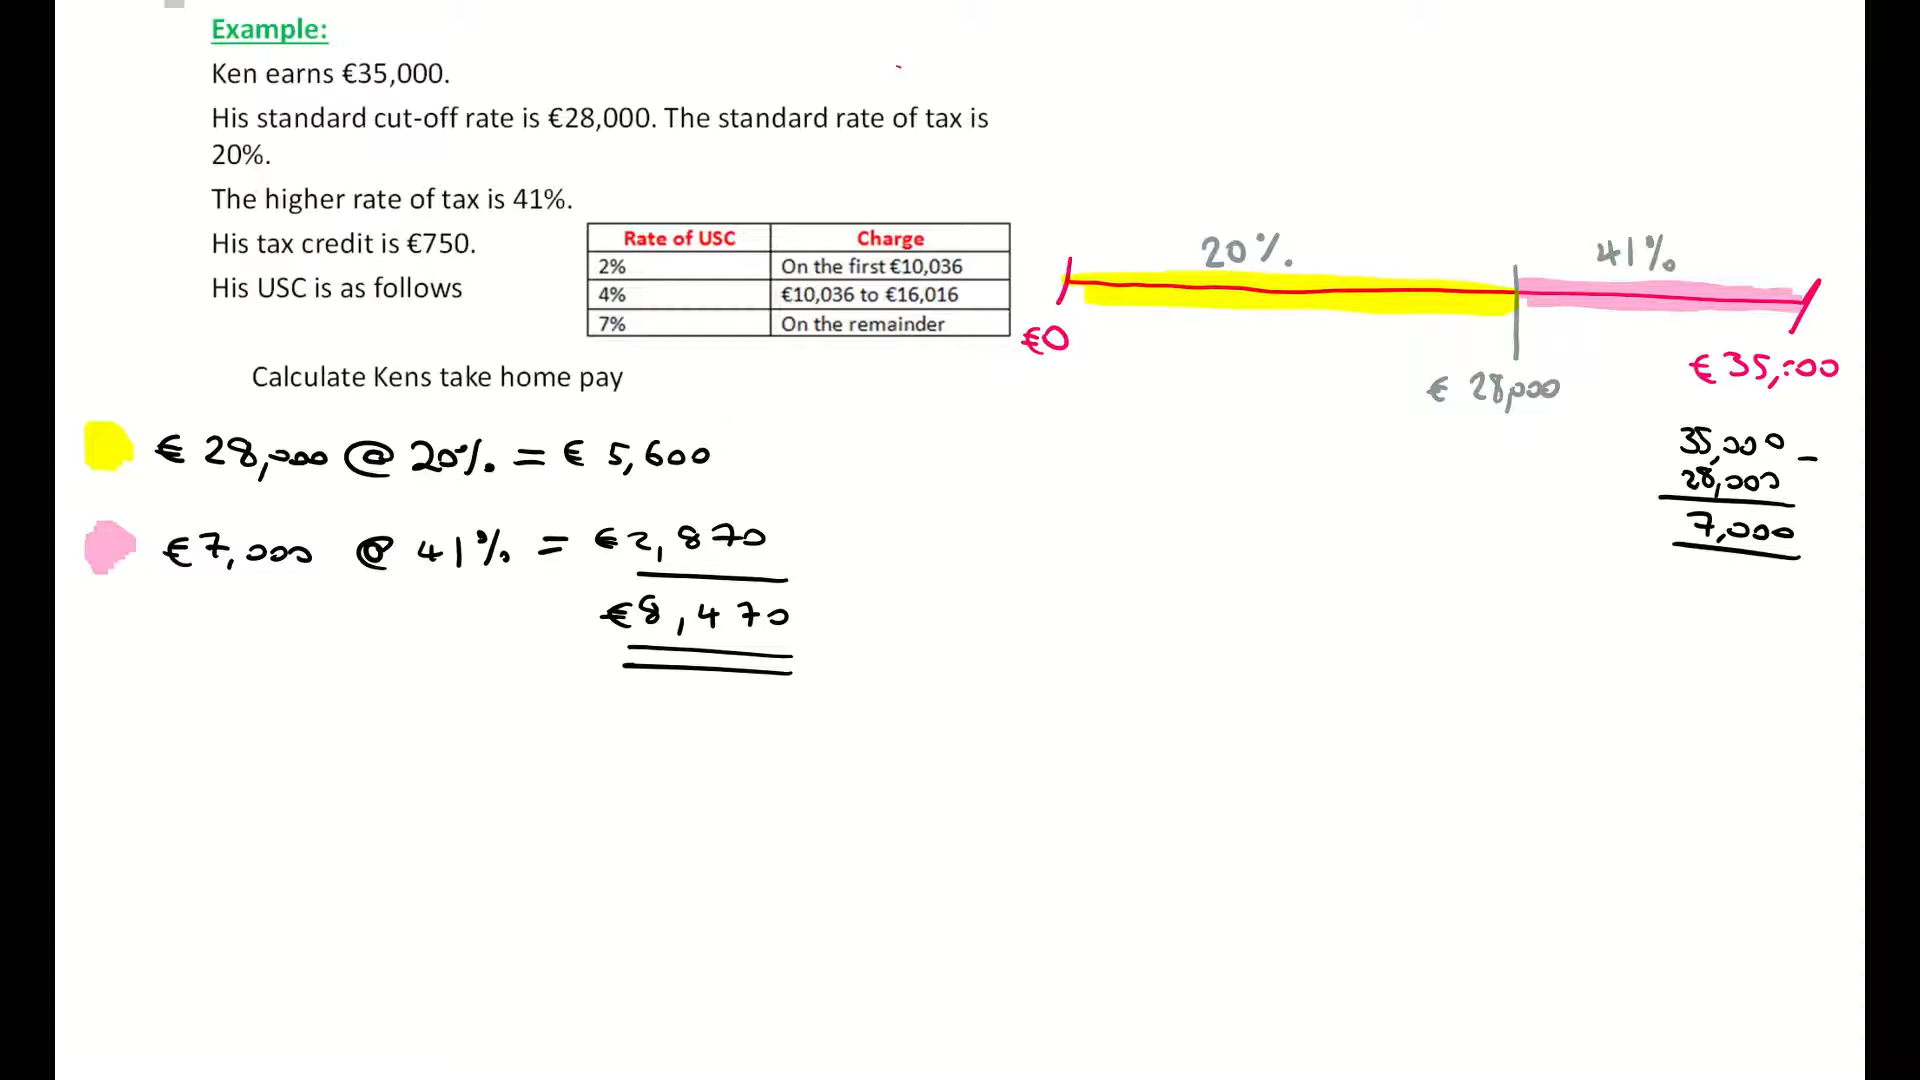 Example:
Ken earns €35,000.
His standard cut-off rate is €28,000. The standard rate of tax is
20%.
The higher rate of tax is 41%.
His tax credit is €750.
His USC is as follows
Rate of USC Charge
2% On the first €10,036
4% €10,036 to €16,016
7% On the remainder
Calculate Kens take home pay
20% 41%
€0 €28,000 €35,000
€28,000 @ 20% = €5,600
€7,000 @ 41% = €2,870
€8,470
35,000 -
28,000
7,000